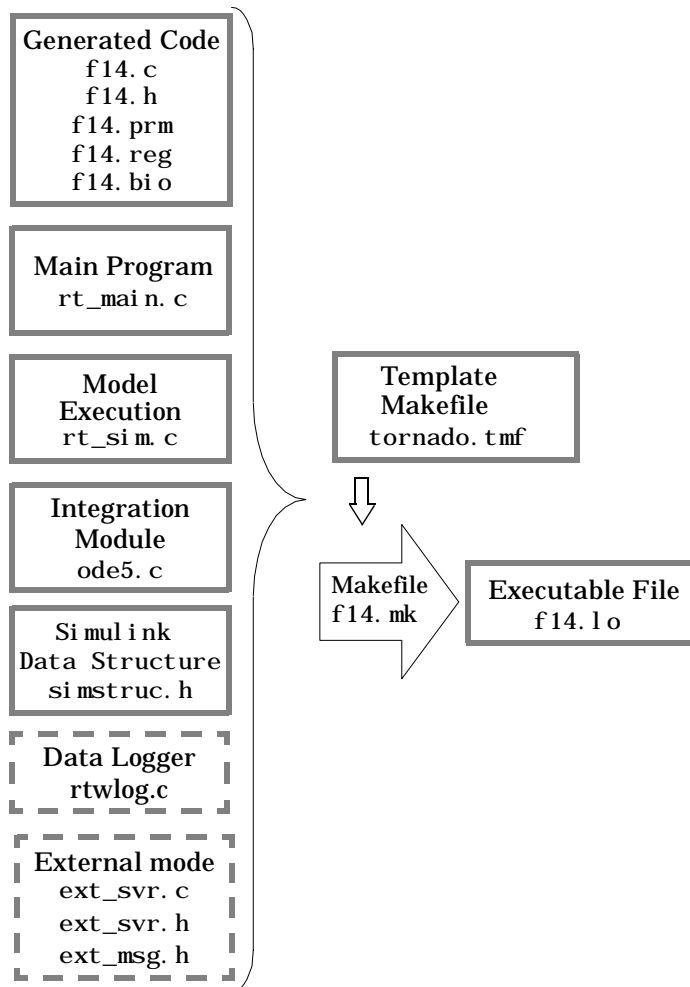 Generated Code
f14.c
f14.h
f14.prm
f14.reg
f14.bio
Main Program
rt_main.c
Model
Execution
rt_sim.c
Integration
Module
ode5.c
Simulink
Data Structure
simstruc.h
Data Logger
rtwlog.c
External mode
ext_svr.c
ext_svr.h
ext_msg.h
Template
Makefile
tornado.tmf
Makefile
f14.mk
Executable File
f14.lo